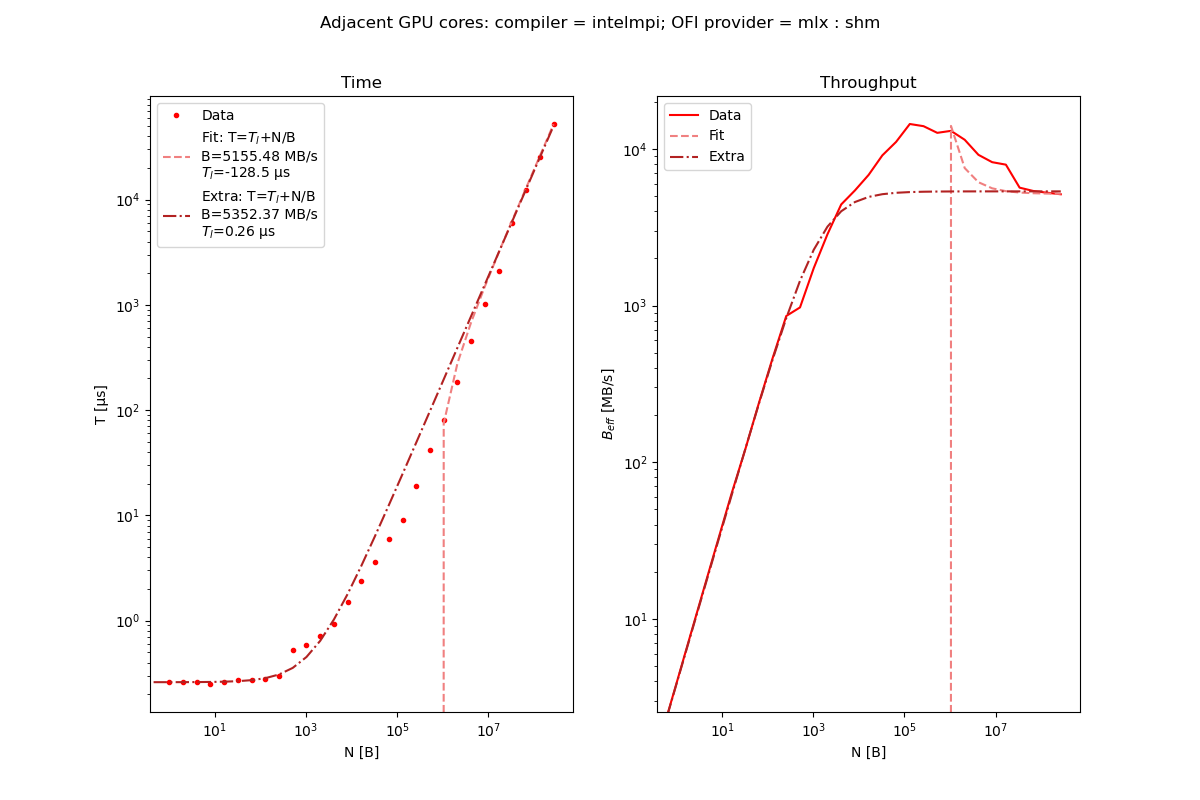 Adjacent GPU cores: compiler = intelmpi; OFI provider = mlx : shm
Time
Data
Fit: T=T_l+N/B
B=5155.48 MB/s
T_l=-128.5 µs
Extra: T=T_l+N/B
B=5352.37 MB/s
T_l=0.26 µs
T [µs]
10^4
10^3
10^2
10^1
10^0
10^1 10^3 10^5 10^7
N [B]
Throughput
Data
Fit
Extra
B_eff [MB/s]
10^4
10^3
10^2
10^1
10^1 10^3 10^5 10^7
N [B]